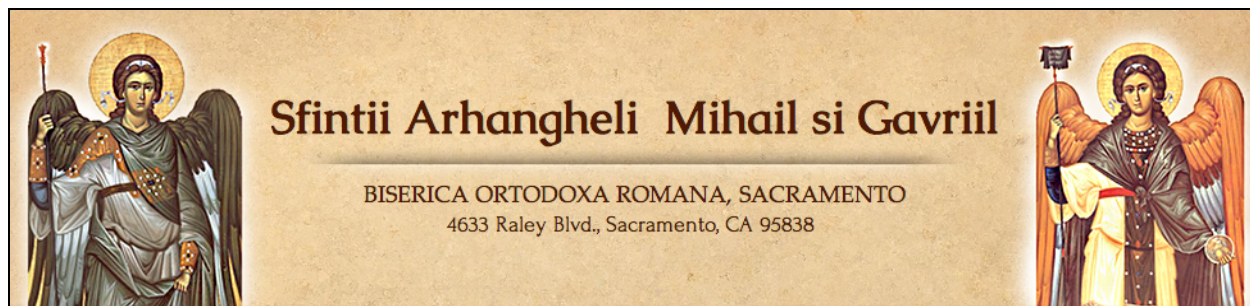 Sfintii Arhangheli Mihail si Gavriil
BISERICA ORTODOXA ROMANA, SACRAMENTO
4633 Raley Blvd., Sacramento, CA 95838